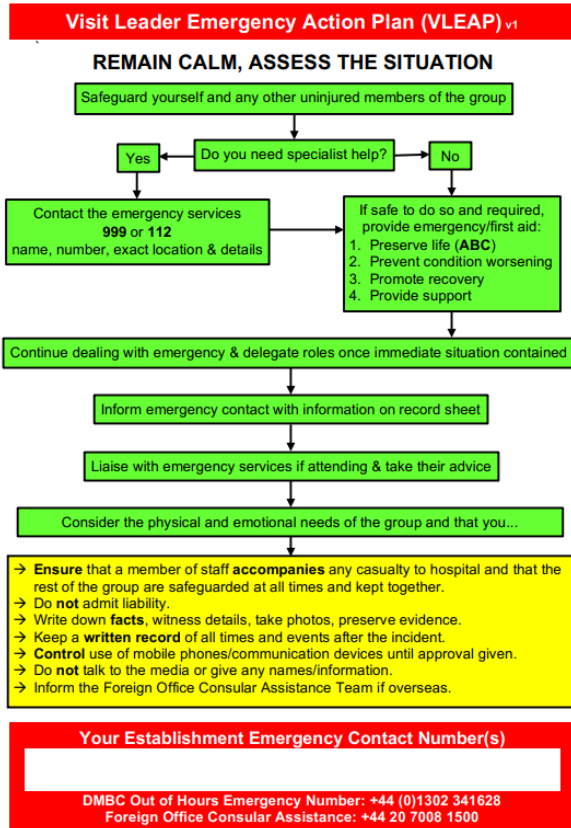 Visit Leader Emergency Action Plan (VLEAP) v1
REMAIN CALM, ASSESS THE SITUATION
Safeguard yourself and any other uninjured members of the group
Do you need specialist help?
Yes
No
Contact the emergency services
999 or 112
name, number, exact location & details
If safe to do so and required,
provide emergency/first aid:
1. Preserve life (ABC)
2. Prevent condition worsening
3. Promote recovery
4. Provide support
Continue dealing with emergency & delegate roles once immediate situation contained
Inform emergency contact with information on record sheet
Liaise with emergency services if attending & take their advice
Consider the physical and emotional needs of the group and that you...
→ Ensure that a member of staff accompanies any casualty to hospital and that the
rest of the group are safeguarded at all times and kept together.
→ Do not admit liability.
→ Write down facts, witness details, take photos, preserve evidence.
→ Keep a written record of all times and events after the incident.
→ Control use of mobile phones/communication devices until approval given.
→ Do not talk to the media or give any names/information.
→ Inform the Foreign Office Consular Assistance Team if overseas.
Your Establishment Emergency Contact Number(s)
DMBC Out of Hours Emergency Number: +44 (0)1302 341628
Foreign Office Consular Assistance: +44 20 7008 1500